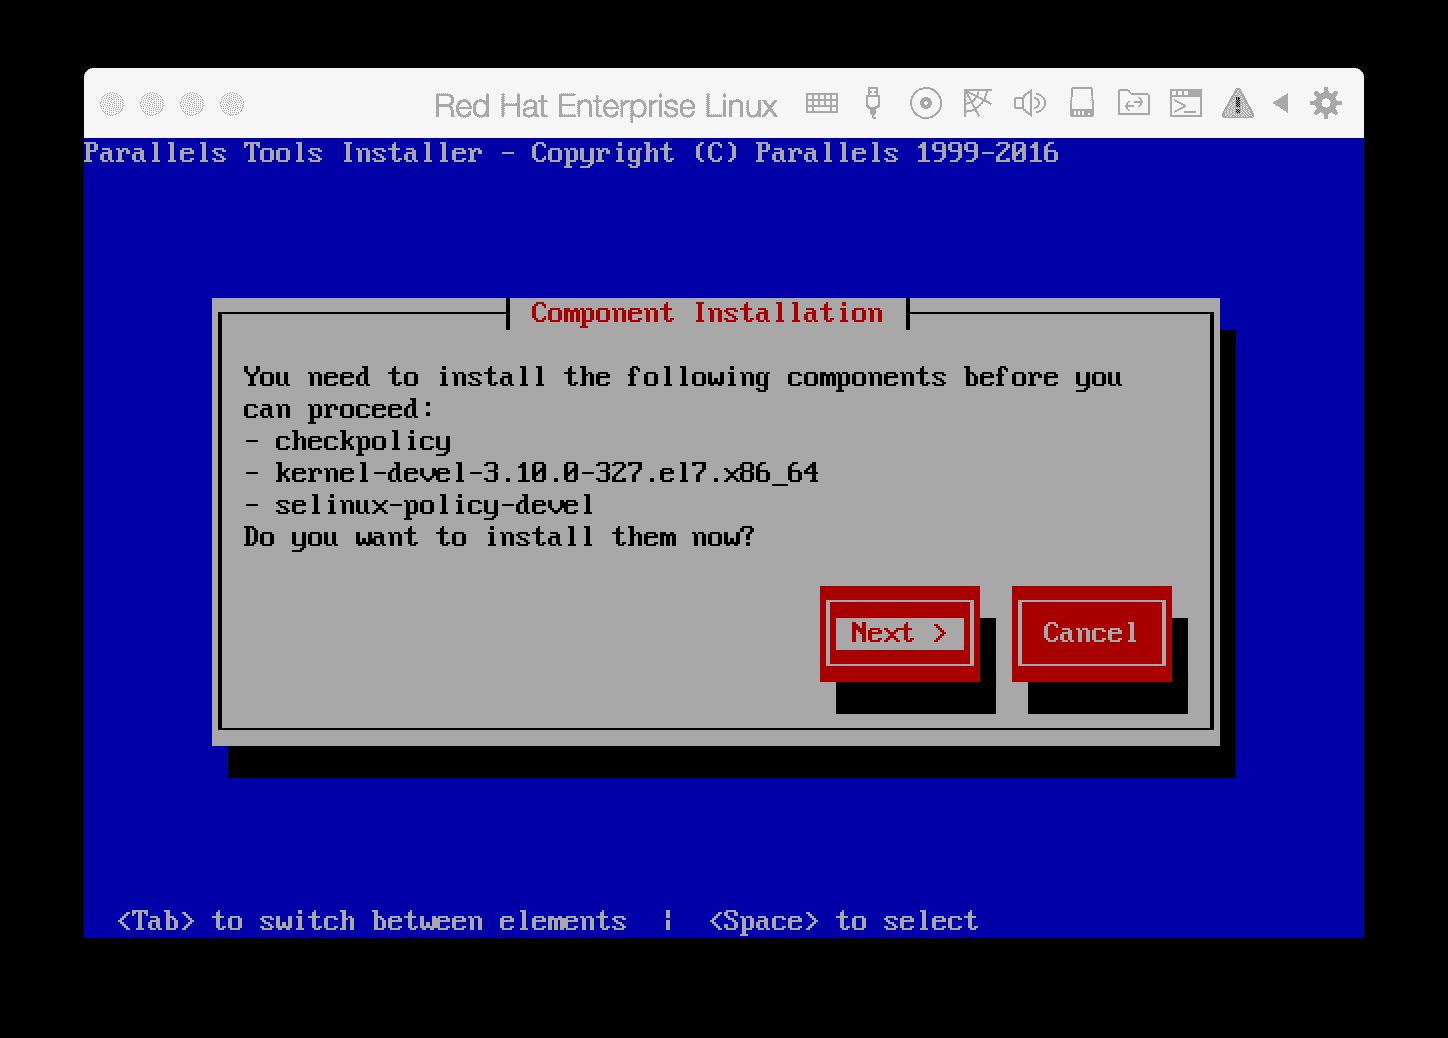 Red Hat Enterprise Linux
Parallels Tools Installer - Copyright (C) Parallels 1999-2016
Component Installation
You need to install the following components before you
can proceed:
- checkpolicy
- kernel-devel-3.10.0-327.el7.x86_64
- selinux-policy-devel
Do you want to install them now?
Next >
Cancel
<Tab> to switch between elements | <Space> to select